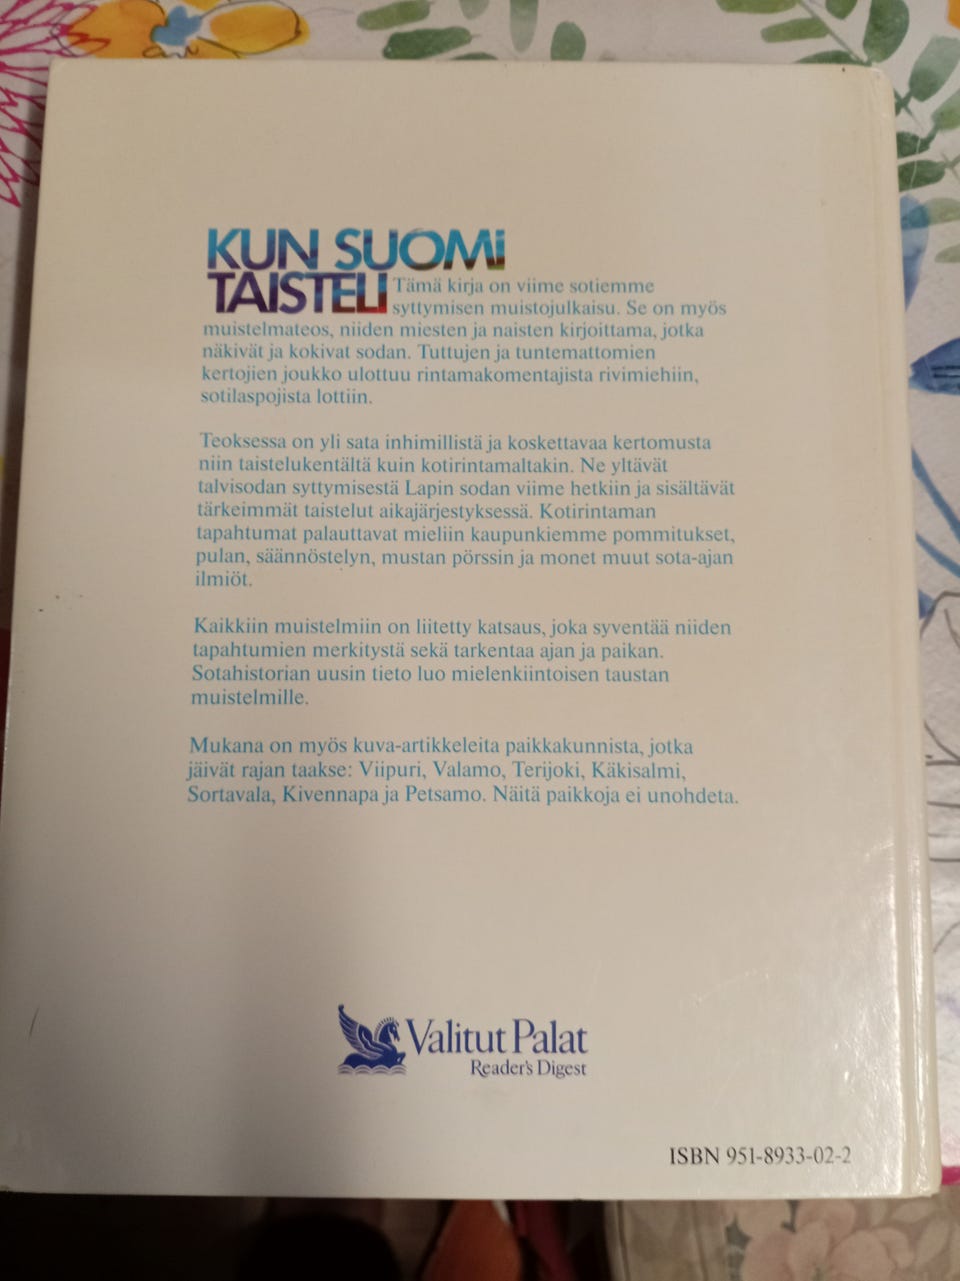 KUN SUOMI
TAISTELI Tämä kirja on viime sotiemme
syttymisen muistojulkaisu. Se on myös
muistelmateos, niiden miesten ja naisten kirjoittama, jotka
näkivät ja kokivat sodan. Tuttujen ja tuntemattomien
kertojien joukko ulottuu rintamakomentajista rivimiehiin,
sotilaspojista lottiin.
Teoksessa on yli sata inhimillistä ja koskettavaa kertomusta
niin taistelukentältä kuin kotirintamaltakin. Ne yltävät
talvisodan syttymisestä Lapin sodan viime hetkiin ja sisältävät
tärkeimmät taistelut aikajärjestyksessä. Kotirintaman
tapahtumat palauttavat mieliin kaupunkiemme pommitukset,
pulan, säännöstelyn, mustan pörssin ja monet muut sota-ajan
ilmiöt.
Kaikkiin muistelmiin on liitetty katsaus, joka syventää niiden
tapahtumien merkitystä sekä tarkentaa ajan ja paikan.
Sotahistorian uusin tieto luo mielenkiintoisen taustan
muistelmille.
Mukana on myös kuva-artikkeleita paikkakunnista, jotka
jäivät rajan taakse: Viipuri, Valamo, Terijoki, Käkisalmi,
Sortavala, Kivennapa ja Petsamo. Näitä paikkoja ei unohdeta.
Valitut Palat
Reader's Digest
ISBN 951-8933-02-2